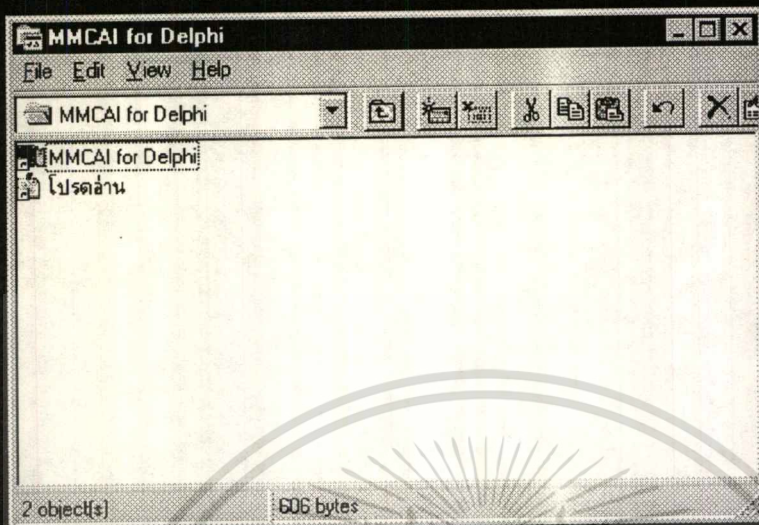 MMCAI for Delphi
File Edit View Help
MMCAI for Delphi
MMCAI for Delphi
โปรดอ่าน
2 object(s) 606 bytes